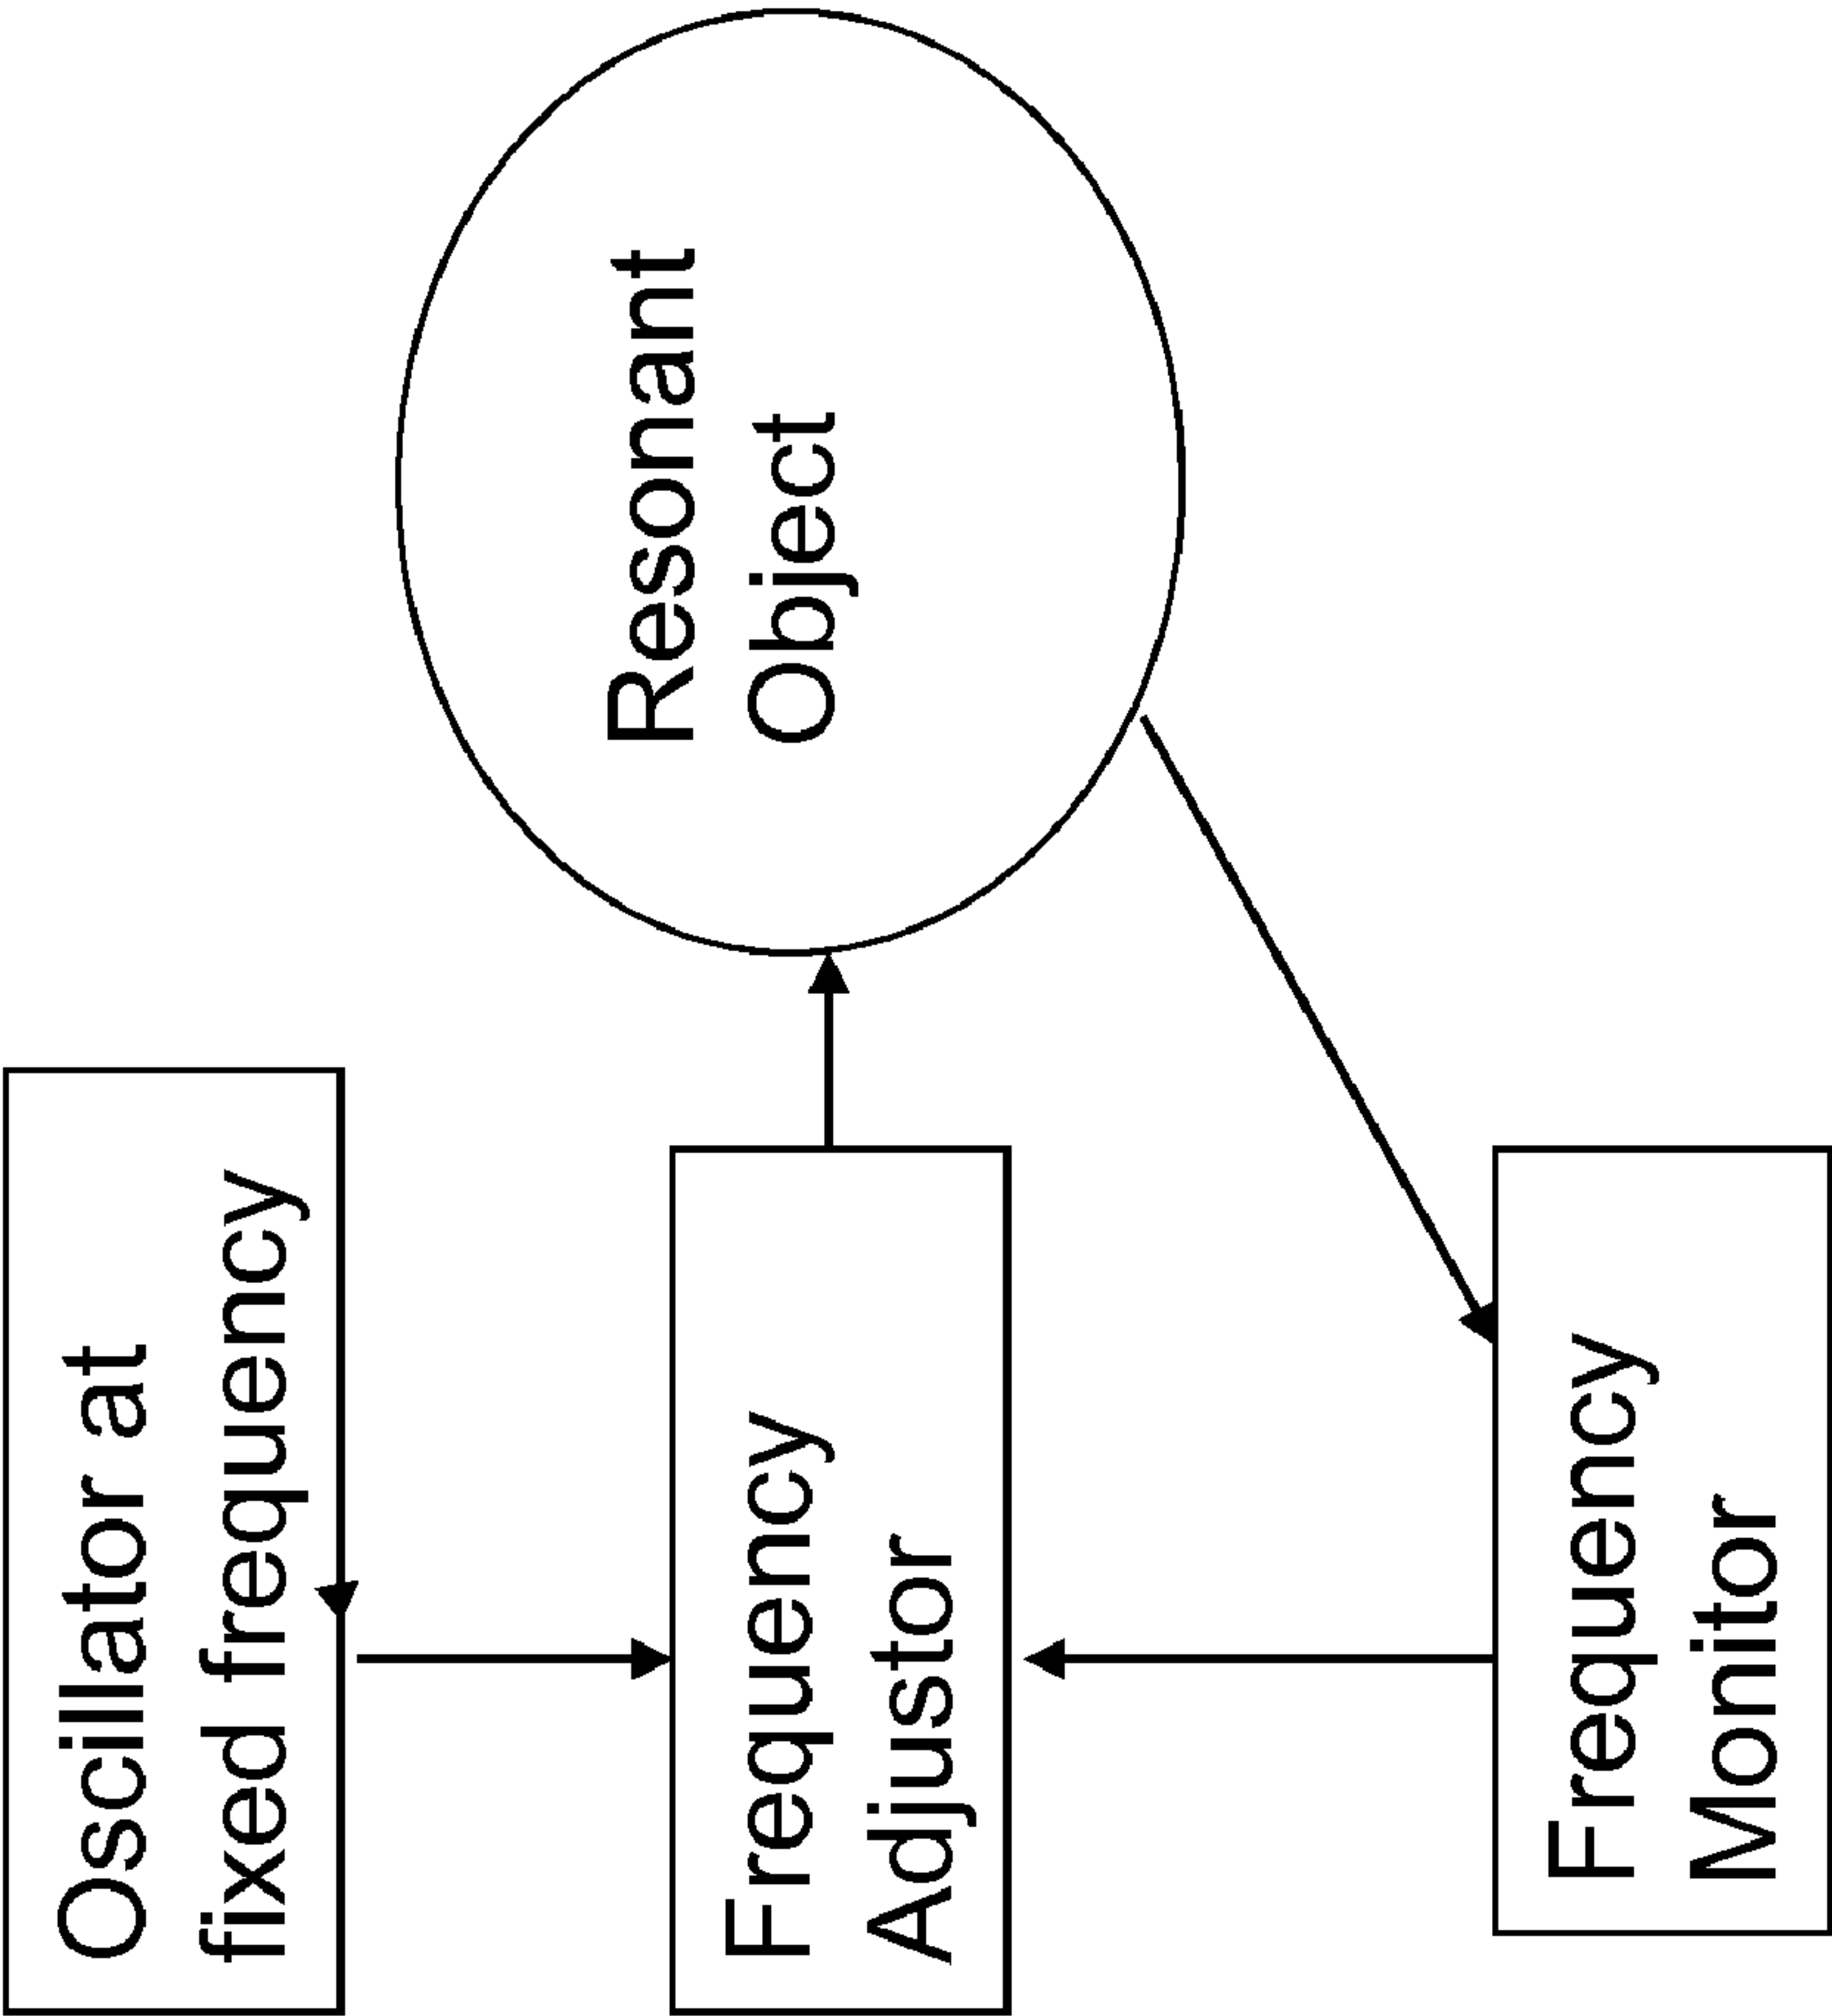 Oscillator at
fixed frequency
Frequency
Adjustor
Resonant
Object
Frequency
Monitor